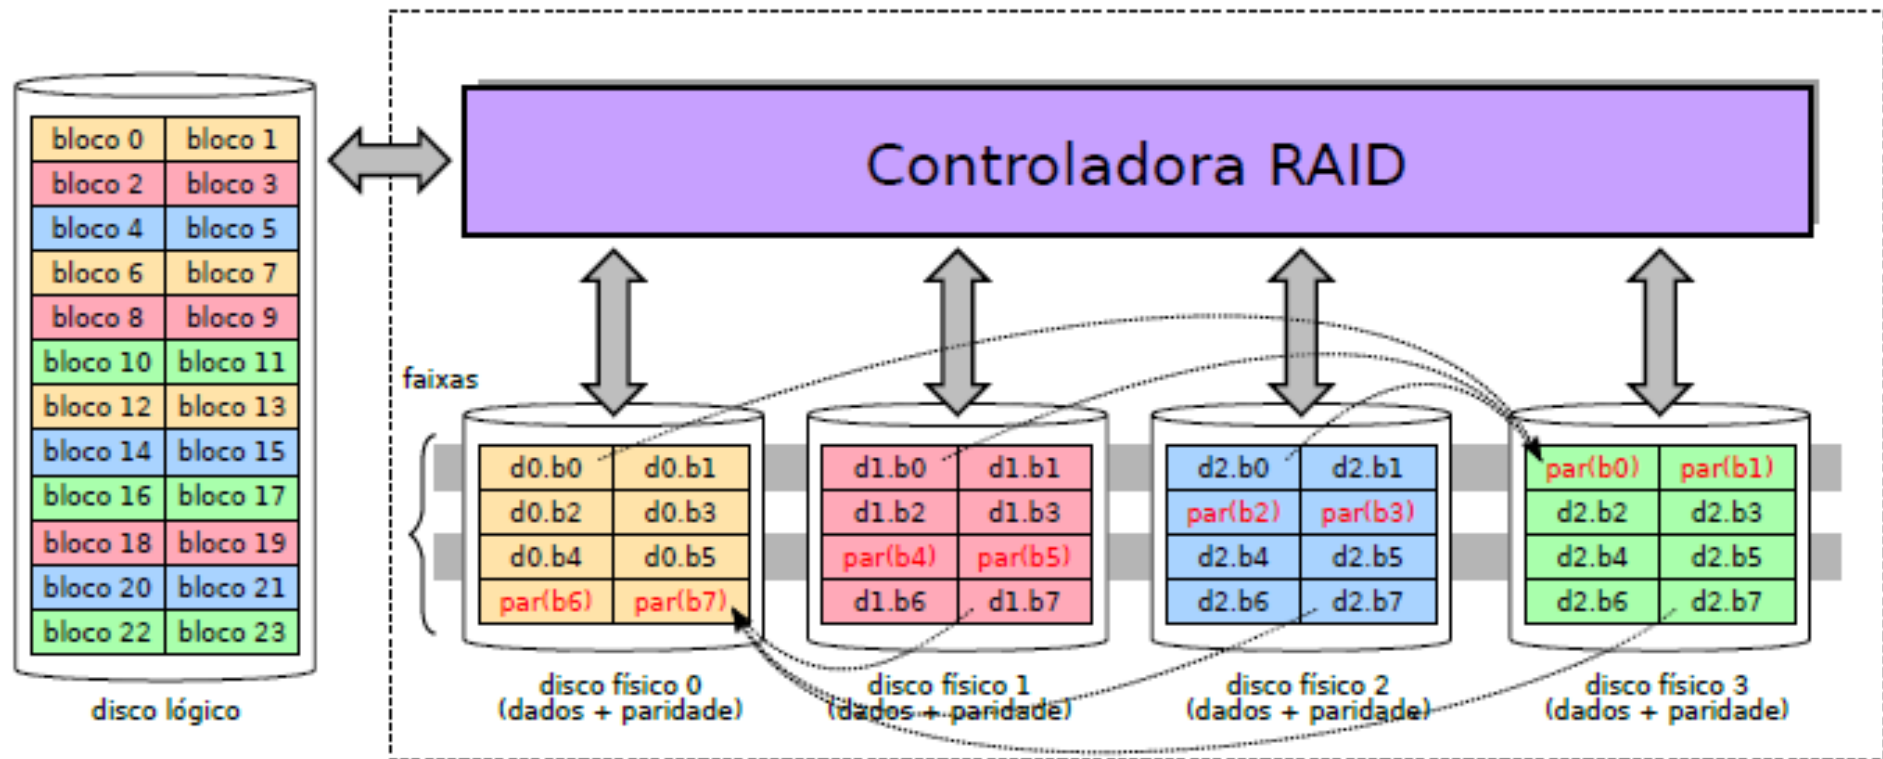 bloco 0 bloco 1
bloco 2 bloco 3
bloco 4 bloco 5
bloco 6 bloco 7
bloco 8 bloco 9
bloco 10 bloco 11
bloco 12 bloco 13
bloco 14 bloco 15
bloco 16 bloco 17
bloco 18 bloco 19
bloco 20 bloco 21
bloco 22 bloco 23
disco lógico
Controladora RAID
faixas
d0.b0 d0.b1
d0.b2 d0.b3
d0.b4 d0.b5
par(b6) par(b7)
disco físico 0
(dados + paridade)
d1.b0 d1.b1
d1.b2 d1.b3
par(b4) par(b5)
d1.b6 d1.b7
disco físico 1
(dados + paridade)
d2.b0 d2.b1
par(b2) par(b3)
d2.b4 d2.b5
d2.b6 d2.b7
disco físico 2
(dados + paridade)
par(b0) par(b1)
d2.b2 d2.b3
d2.b4 d2.b5
d2.b6 d2.b7
disco físico 3
(dados + paridade)